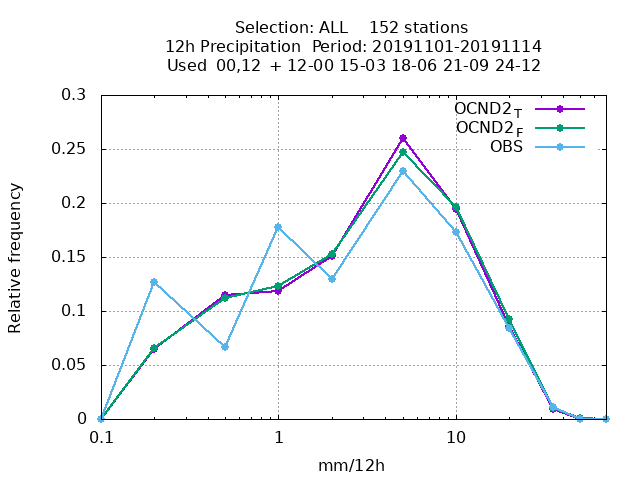 Selection: ALL    152 stations
12h Precipitation  Period: 20191101-20191114
Used  00,12  + 12-00 15-03 18-06 21-09 24-12
OCND2T
OCND2F
OBS
0.3
0.25
0.2
0.15
0.1
0.05
0
Relative frequency
0.1
1
10
mm/12h